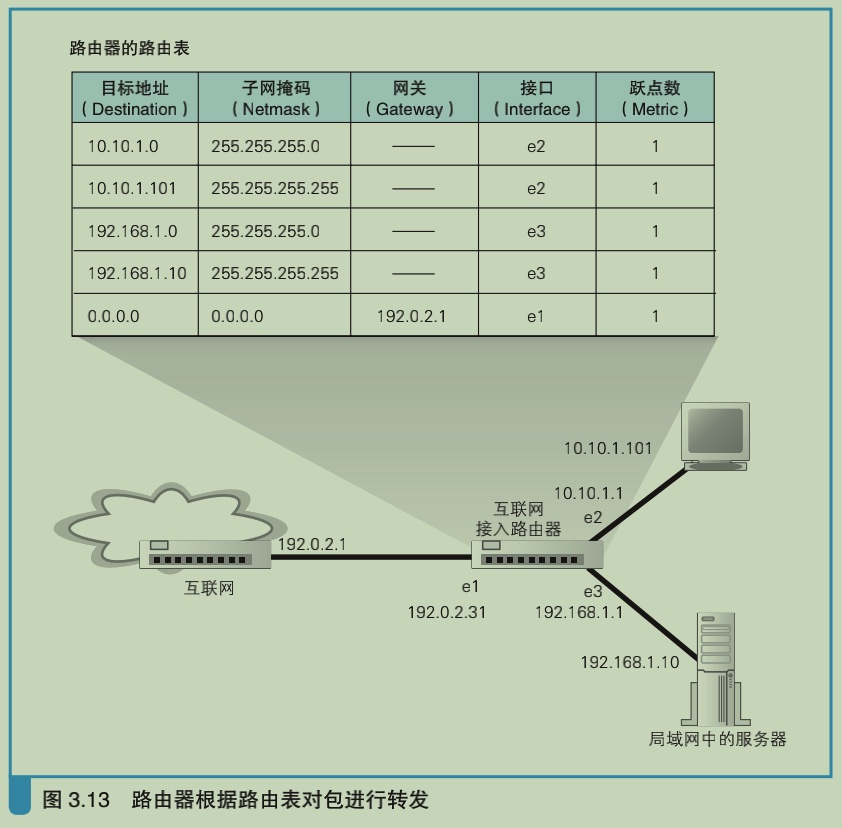 路由器的路由表
目标地址 子网掩码 网关 接口 跃点数
（Destination） （Netmask） （Gateway） （Interface） （Metric）
10.10.1.0 255.255.255.0 —— e2 1
10.10.1.101 255.255.255.255 —— e2 1
192.168.1.0 255.255.255.0 —— e3 1
192.168.1.10 255.255.255.255 —— e3 1
0.0.0.0 0.0.0.0 192.0.2.1 e1 1
10.10.1.101
10.10.1.1
互联网
接入路由器
e2
192.0.2.1
互联网
e1
e3
192.0.2.31
192.168.1.1
192.168.1.10
局域网中的服务器
图 3.13 路由器根据路由表对包进行转发